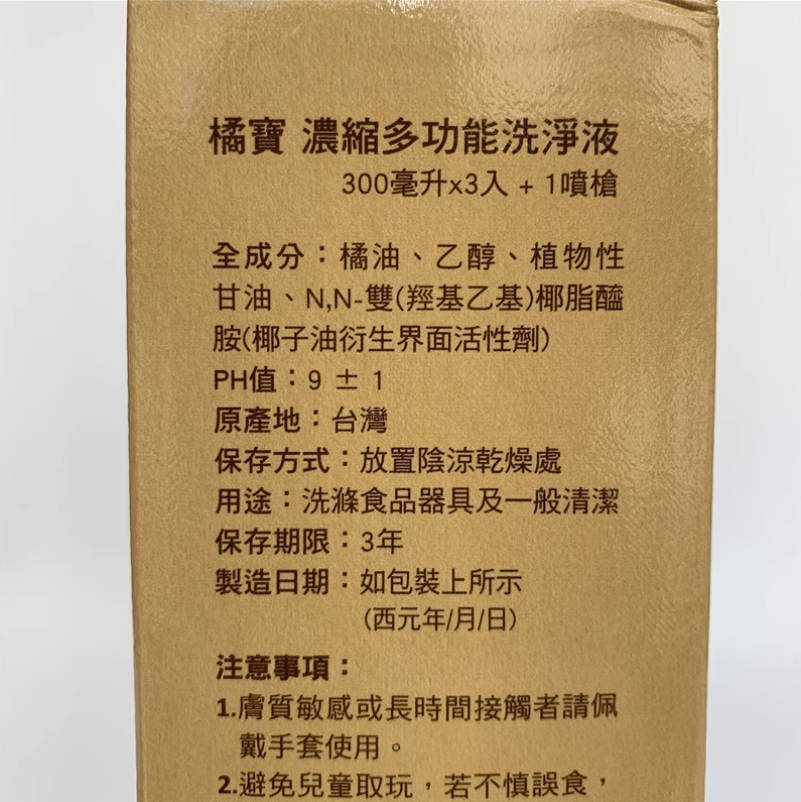 橘寶 濃縮多功能洗淨液
300毫升x3入 + 1噴槍
全成分：橘油、乙醇、植物性
甘油、N,N-雙(羥基乙基)椰脂醯
胺(椰子油衍生界面活性劑)
PH值：9 ± 1
原產地：台灣
保存方式：放置陰涼乾燥處
用途：洗滌食品器具及一般清潔
保存期限：3年
製造日期：如包裝上所示
(西元年/月/日)
注意事項：
1.膚質敏感或長時間接觸者請佩
戴手套使用。
2.避免兒童取玩，若不慎誤食，